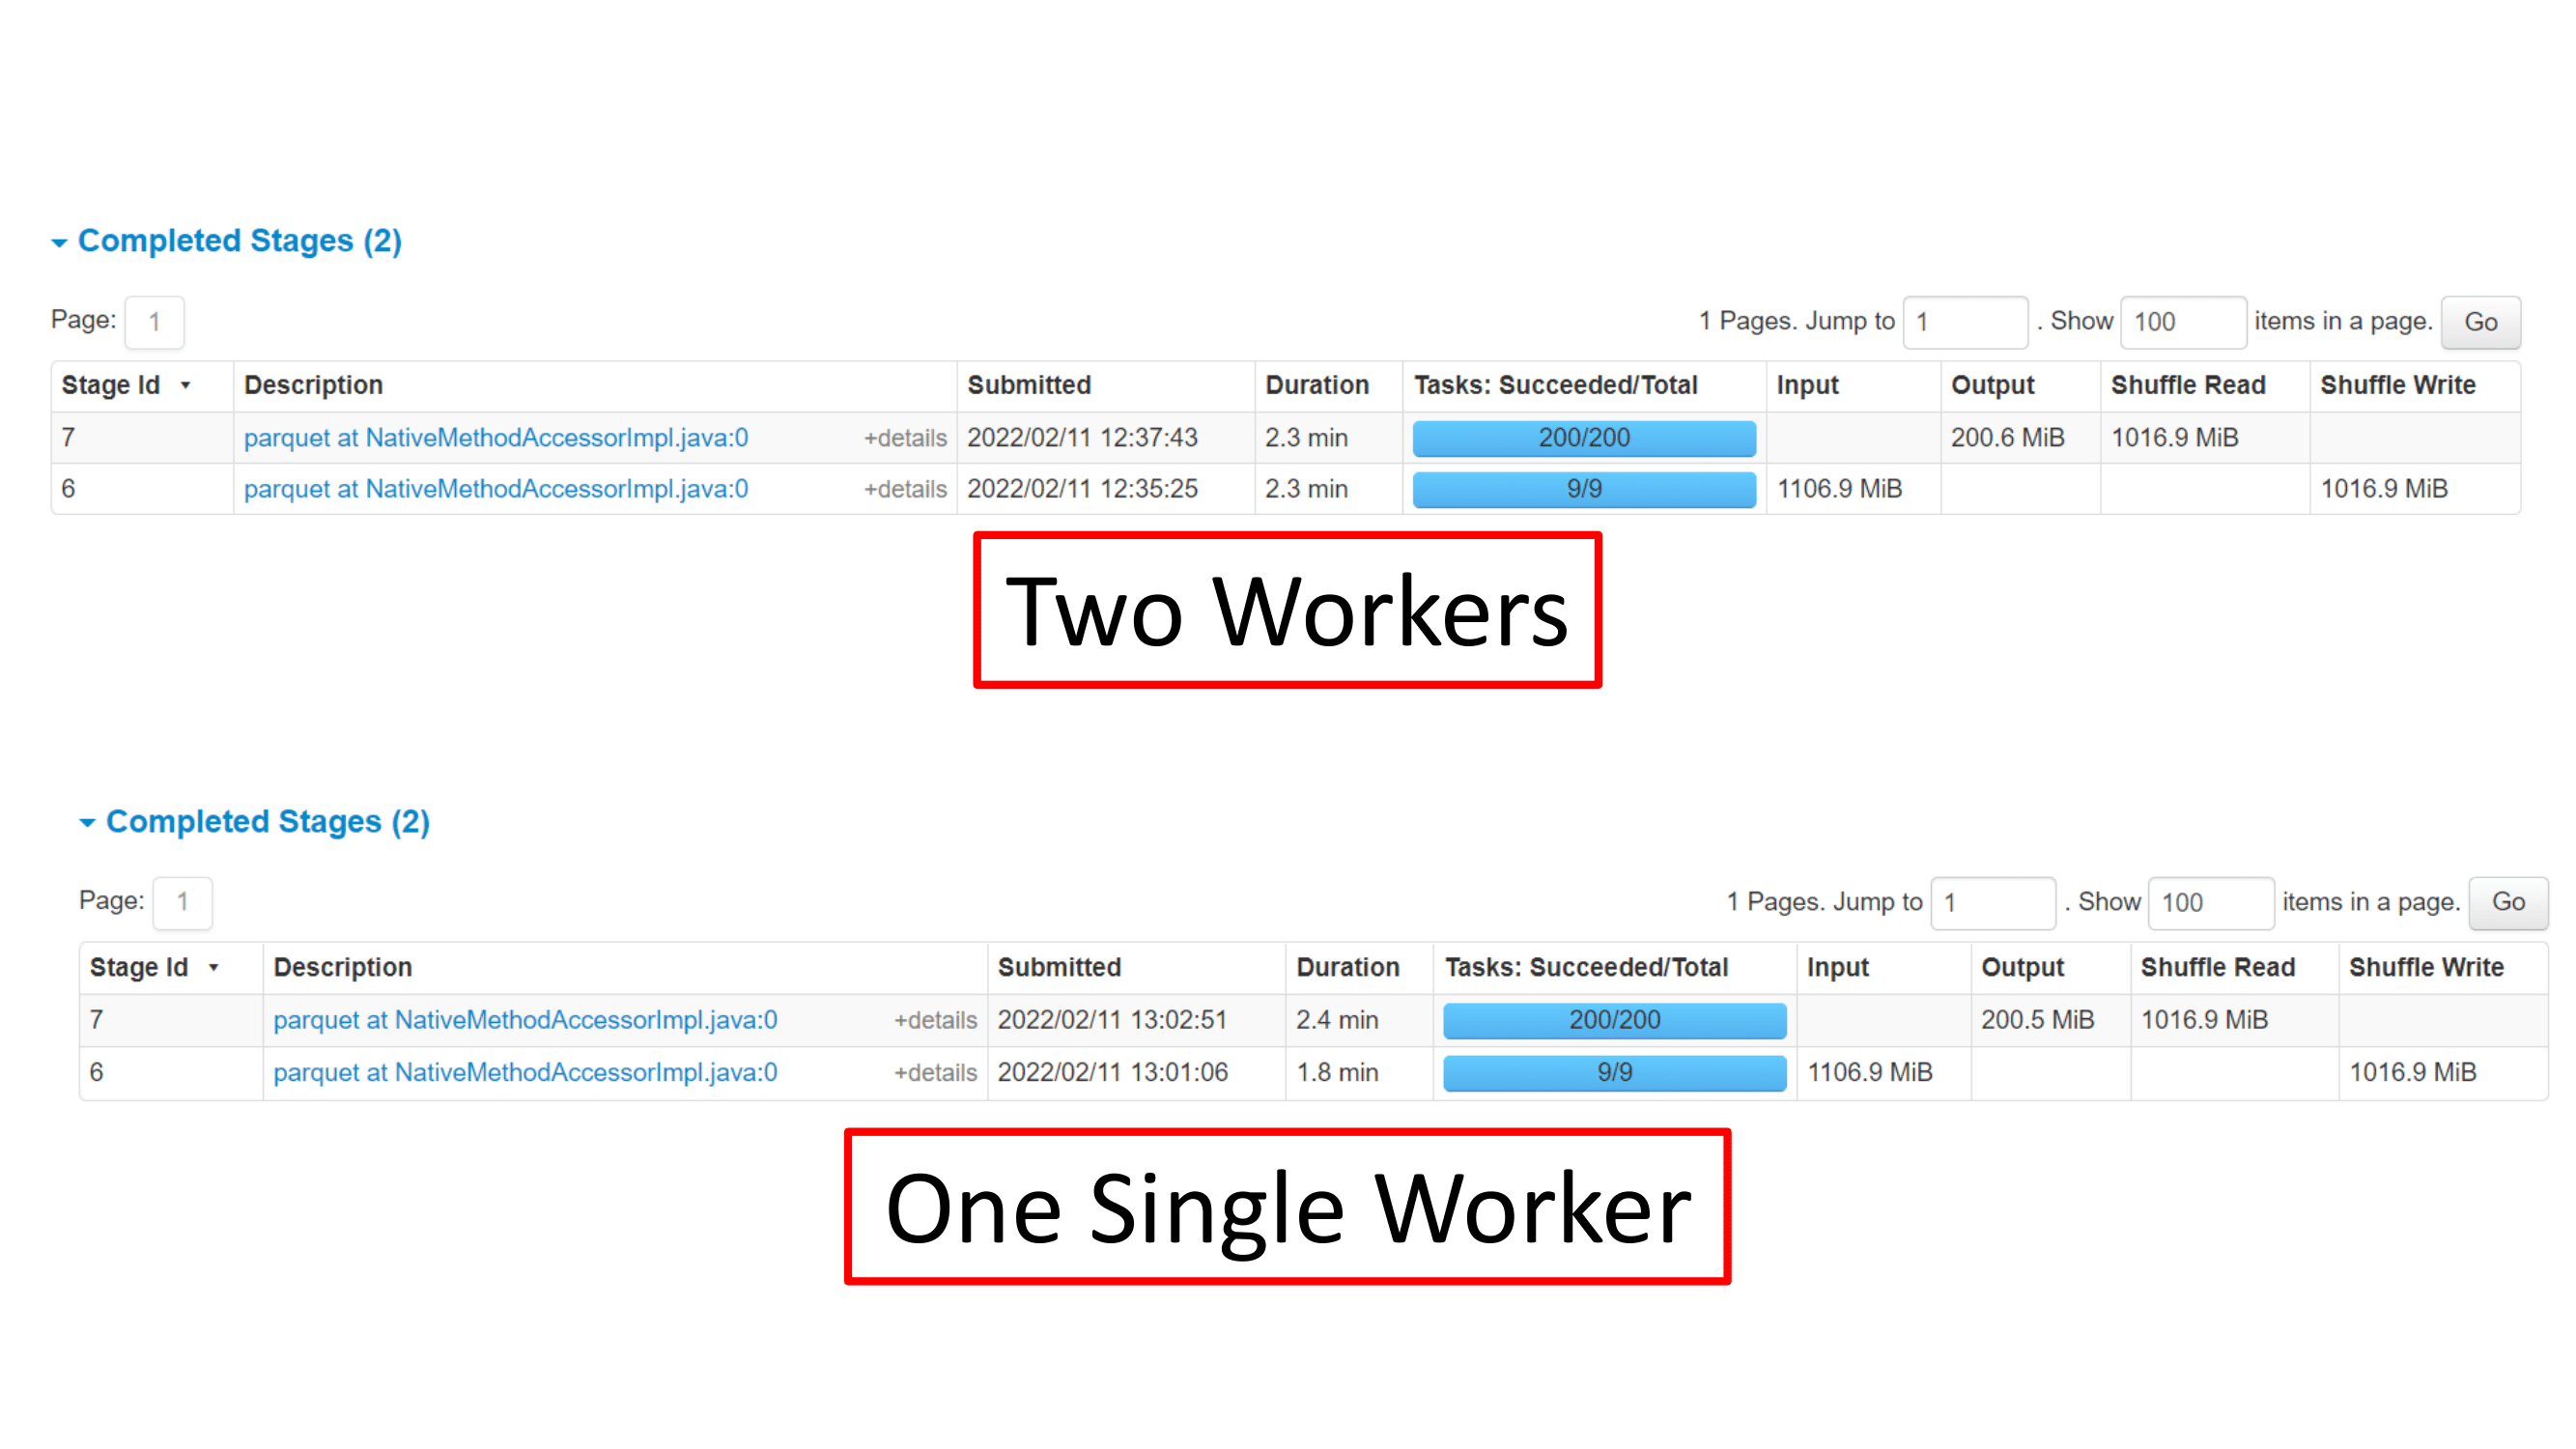 Completed Stages (2)
Page: 1 1 Pages. Jump to 1 . Show 100 items in a page. Go
Stage Id Description Submitted Duration Tasks: Succeeded/Total Input Output Shuffle Read Shuffle Write
7 parquet at NativeMethodAccessorImpl.java:0 +details 2022/02/11 12:37:43 2.3 min 200/200 200.6 MiB 1016.9 MiB
6 parquet at NativeMethodAccessorImpl.java:0 +details 2022/02/11 12:35:25 2.3 min 9/9 1106.9 MiB 1016.9 MiB
Two Workers
Completed Stages (2)
Page: 1 1 Pages. Jump to 1 . Show 100 items in a page. Go
Stage Id Description Submitted Duration Tasks: Succeeded/Total Input Output Shuffle Read Shuffle Write
7 parquet at NativeMethodAccessorImpl.java:0 +details 2022/02/11 13:02:51 2.4 min 200/200 200.5 MiB 1016.9 MiB
6 parquet at NativeMethodAccessorImpl.java:0 +details 2022/02/11 13:01:06 1.8 min 9/9 1106.9 MiB 1016.9 MiB
One Single Worker